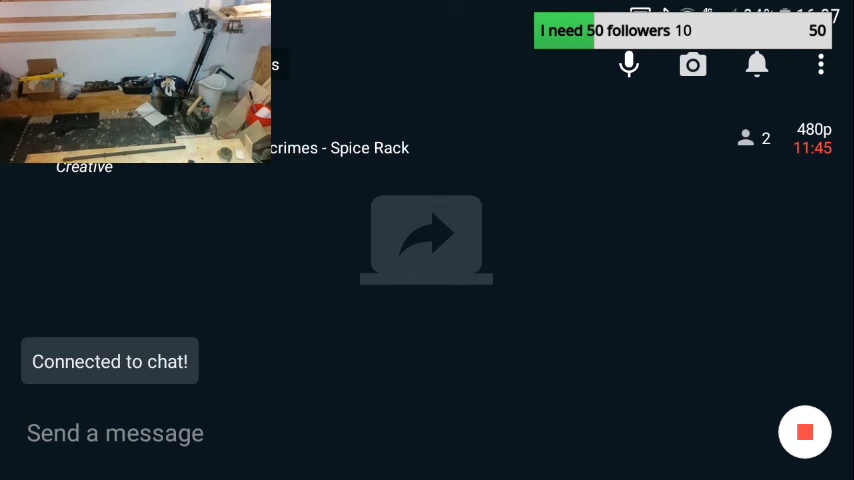 I need 50 followers 10 50
s
crimes - Spice Rack
2
480p
11:45
Creative
Connected to chat!
Send a message